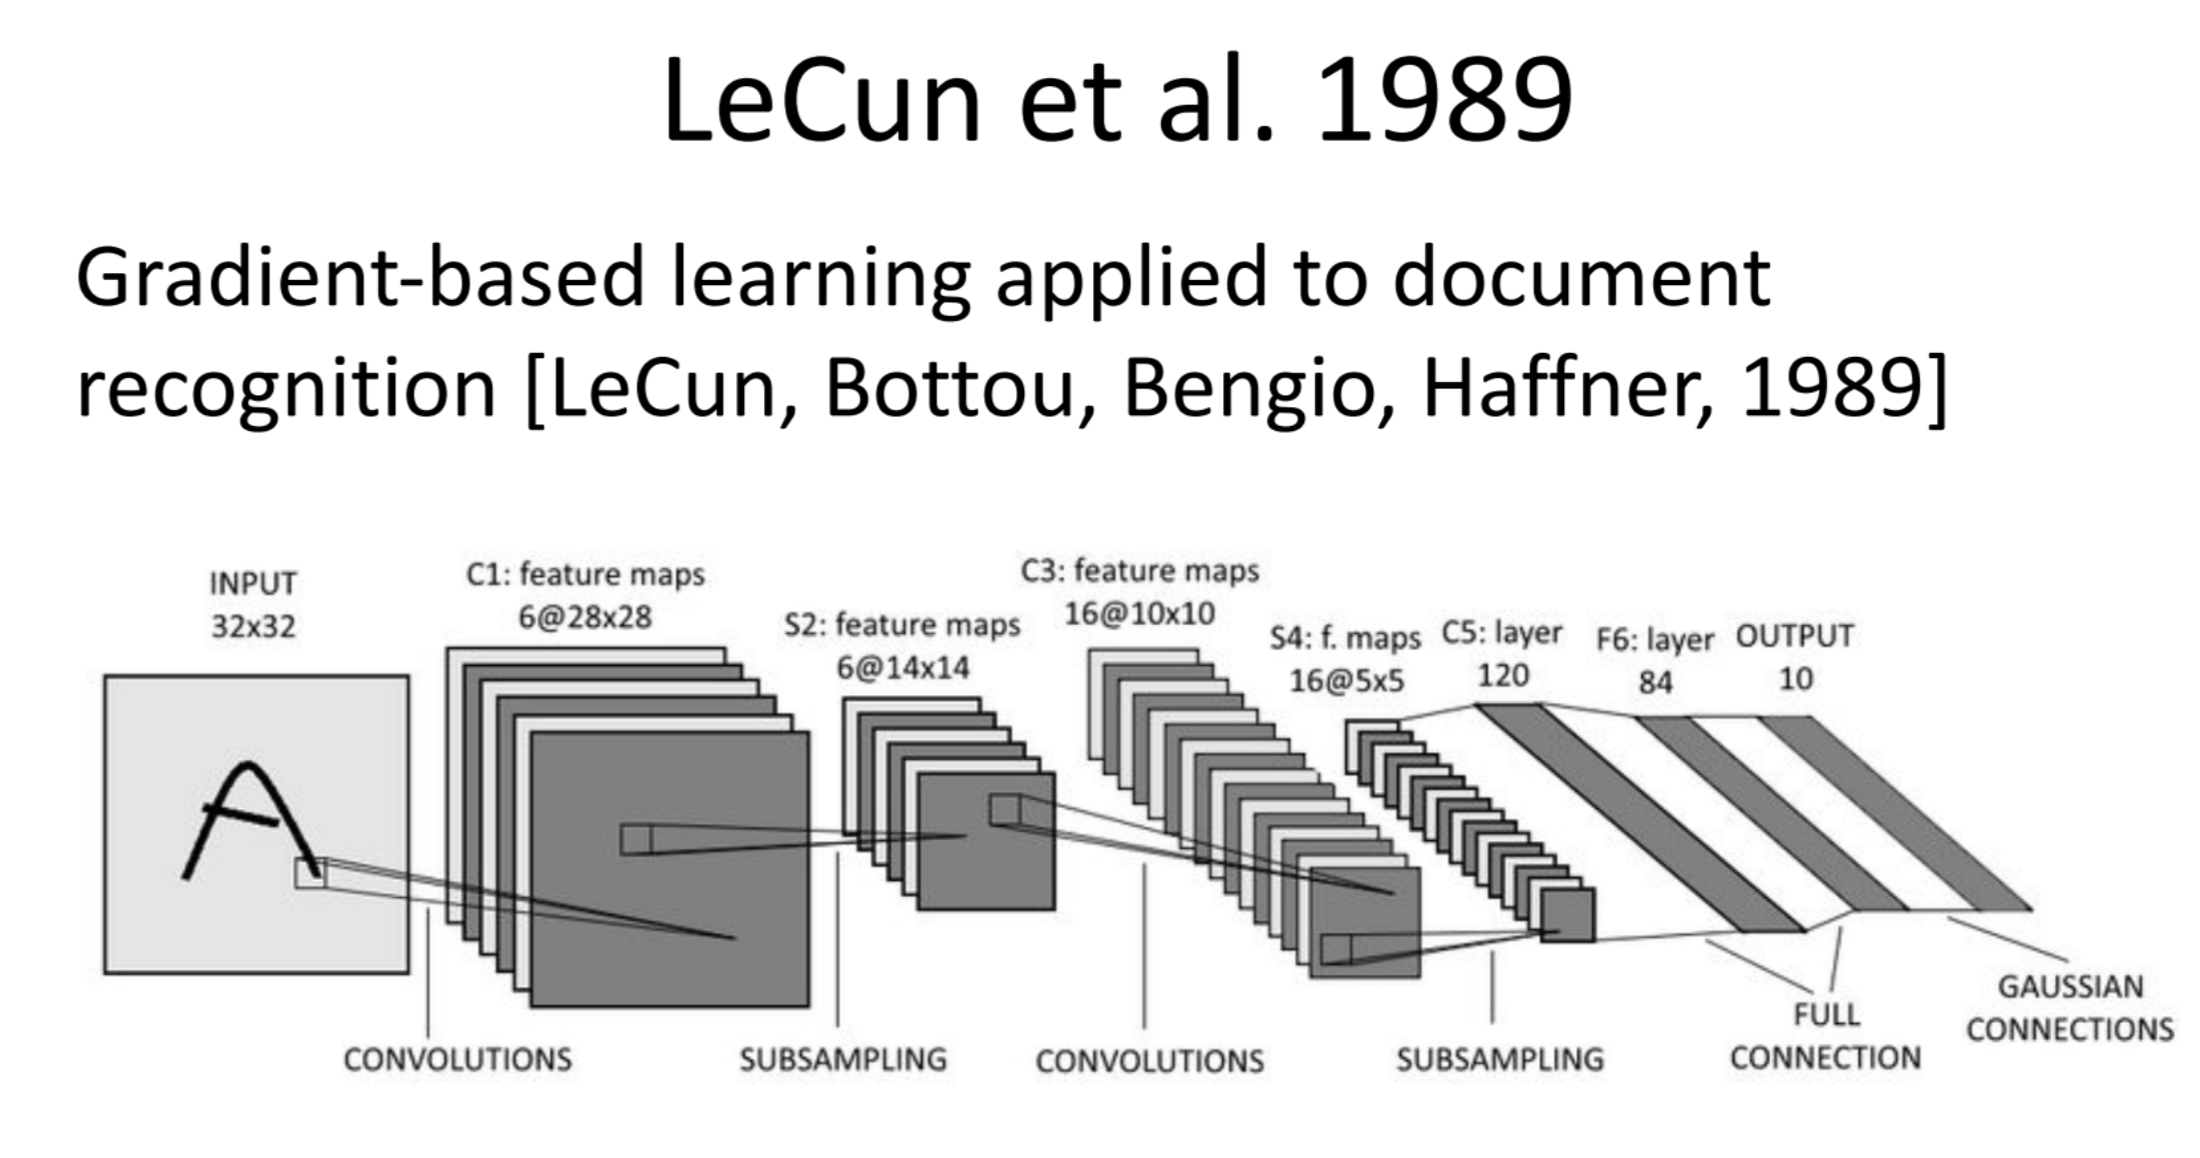 LeCun et al. 1989
Gradient-based learning applied to document
recognition [LeCun, Bottou, Bengio, Haffner, 1989]
INPUT
32x32
C1: feature maps
6@28x28
S2: feature maps
6@14x14
C3: feature maps
16@10x10
S4: f. maps
16@5x5
C5: layer
120
F6: layer
84
OUTPUT
10
A
CONVOLUTIONS
SUBSAMPLING
CONVOLUTIONS
SUBSAMPLING
FULL
CONNECTION
GAUSSIAN
CONNECTIONS